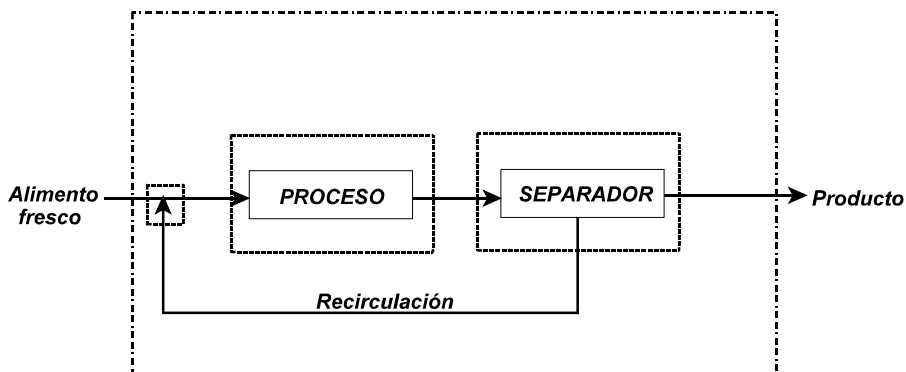 Alimento
fresco
PROCESO
SEPARADOR
Producto
Recirculación